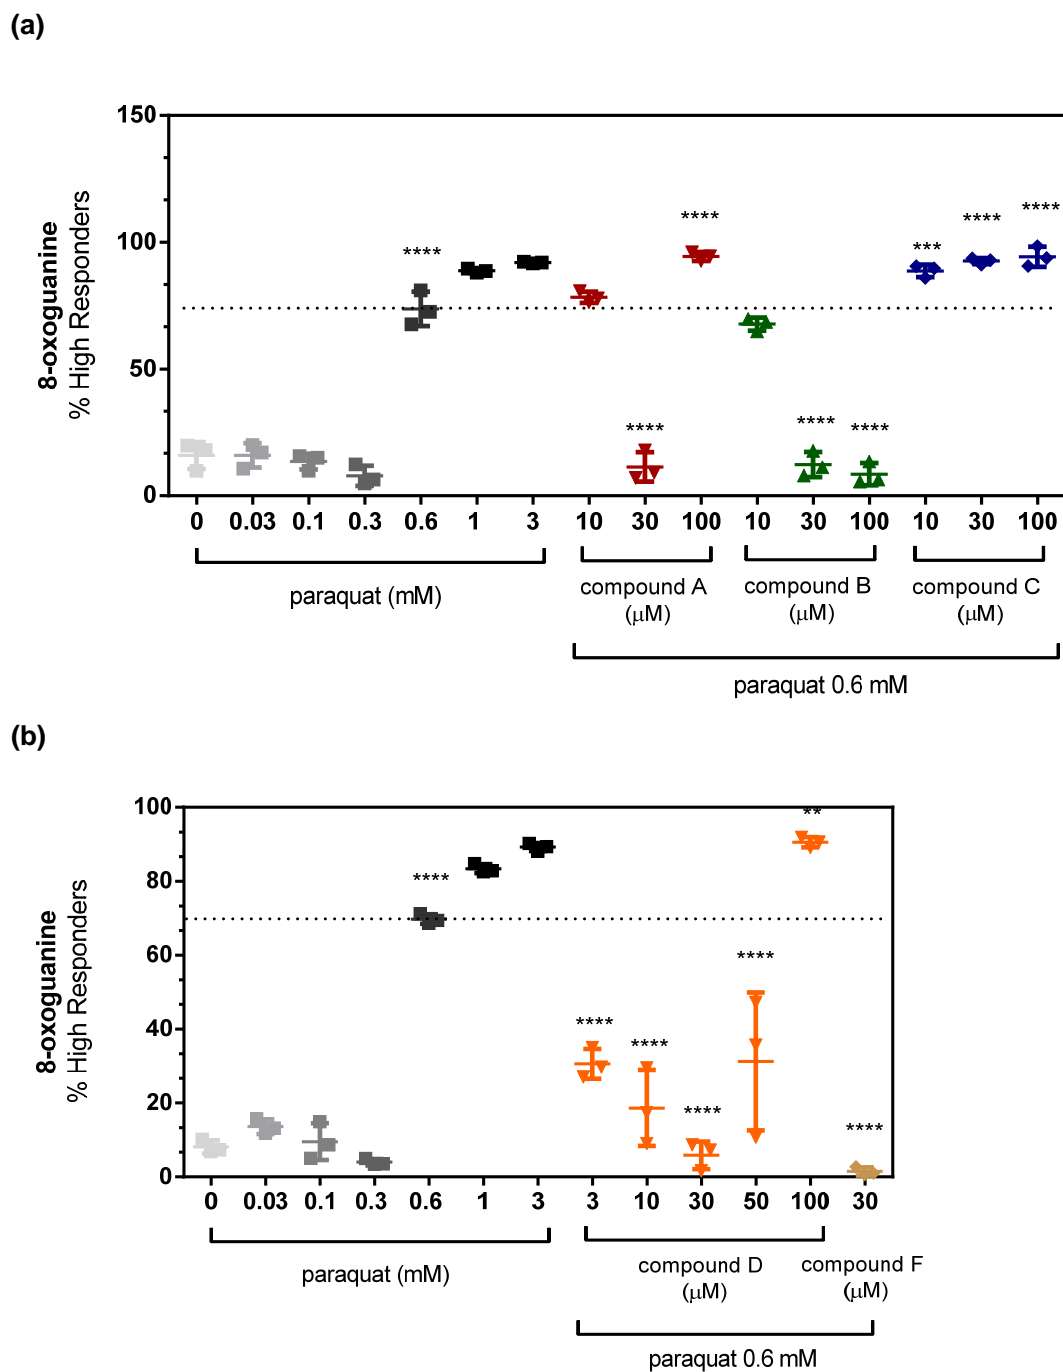 (a)
150
100
50
0
8-oxoguanine
% High Responders
****
****
****
****
****
***
****
****
0 0.03 0.1 0.3 0.6 1 3 10 30 100 10 30 100 10 30 100
paraquat (mM)
compound A
(μM)
compound B
(μM)
compound C
(μM)
paraquat 0.6 mM
(b)
100
80
60
40
20
0
8-oxoguanine
% High Responders
****
****
****
****
****
**
****
0 0.03 0.1 0.3 0.6 1 3 3 10 30 50 100 30
paraquat (mM)
compound D
(μM)
compound F
(μM)
paraquat 0.6 mM